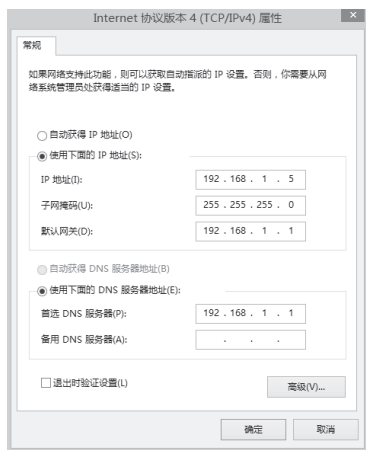 Internet 协议版本 4 (TCP/IPv4) 属性
常规
如果网络支持此功能，则可以获取自动指派的 IP 设置。否则，你需要从网
络系统管理员处获得适当的 IP 设置。
自动获得 IP 地址(O)
使用下面的 IP 地址(S):
IP 地址(I): 192 . 168 . 1 . 5
子网掩码(U): 255 . 255 . 255 . 0
默认网关(D): 192 . 168 . 1 . 1
自动获得 DNS 服务器地址(B)
使用下面的 DNS 服务器地址(E):
首选 DNS 服务器(P): 192 . 168 . 1 . 1
备用 DNS 服务器(A): . . .
退出时验证设置(L)
高级(V)...
确定 取消